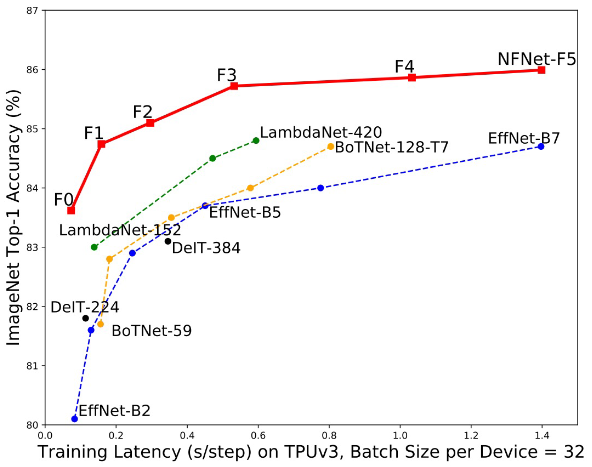 87
NFNet-F5
86
F4
F3
F2
85
F1
LambdaNet-420
EffNet-B7
BoTNet-128-T7
84
F0
EffNet-B5
LambdaNet-152
83
DeIT-384
82
DeIT-224
BoTNet-59
81
EffNet-B2
80
0.0 0.2 0.4 0.6 0.8 1.0 1.2 1.4
ImageNet Top-1 Accuracy (%)
Training Latency (s/step) on TPUv3, Batch Size per Device = 32